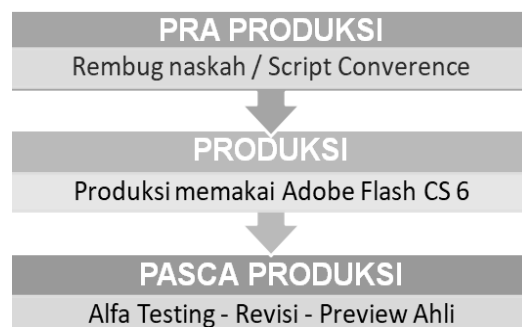 PRA PRODUKSI
Rembug naskah / Script Converence
PRODUKSI
Produksi memakai Adobe Flash CS 6
PASCA PRODUKSI
Alfa Testing - Revisi - Preview Ahli